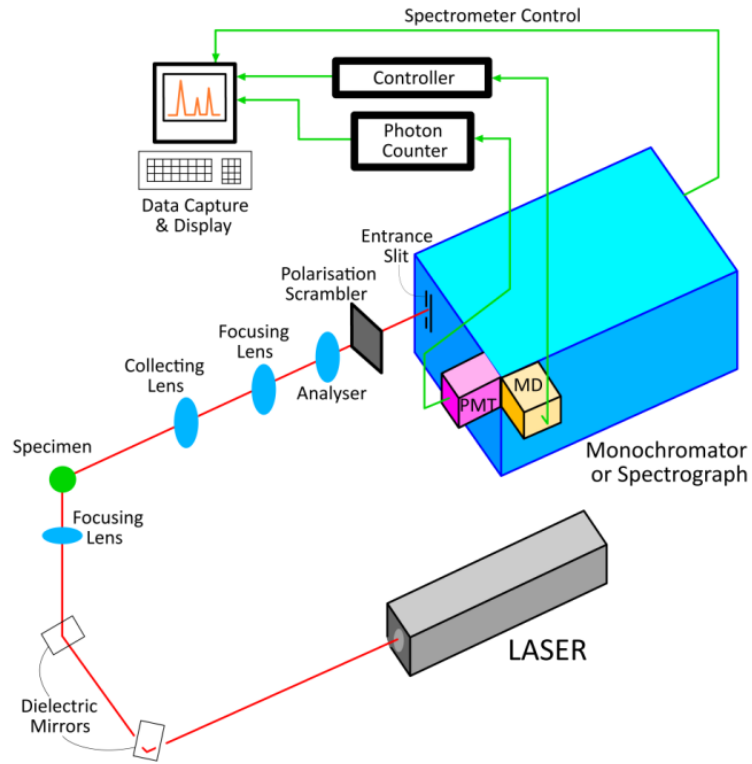 Spectrometer Control
Controller
Photon
Counter
Data Capture
& Display
Entrance
Slit
Polarisation
Scrambler
Focusing
Lens
Collecting
Lens
Analyser
PMT
MD
Monochromator
or Spectrograph
Specimen
Focusing
Lens
LASER
Dielectric
Mirrors